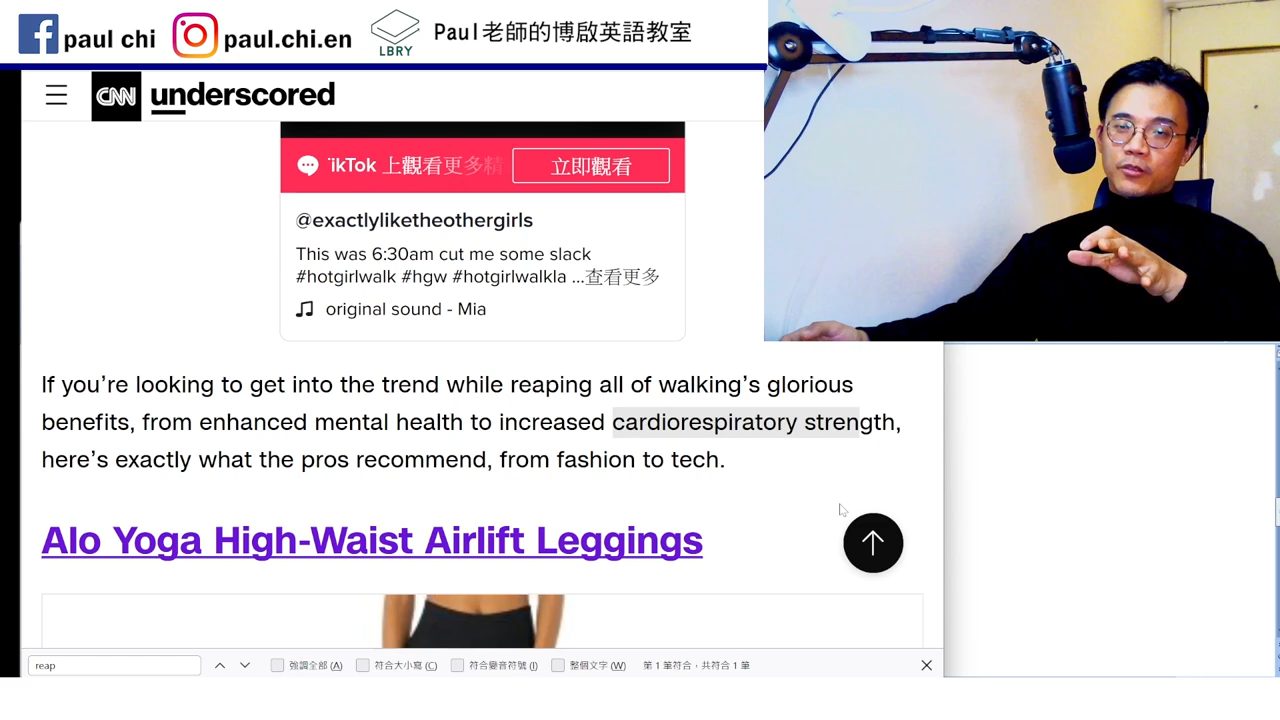 paul chi
paul.chi.en
LBRY
Paul老師的博啟英語教室
CNN underscored
TikTok 上觀看更多精
立即觀看
@exactlyliketheothergirls
This was 6:30am cut me some slack
#hotgirlwalk #hgw #hotgirlwalkla ...查看更多
original sound - Mia
If you’re looking to get into the trend while reaping all of walking’s glorious
benefits, from enhanced mental health to increased cardiorespiratory strength,
here’s exactly what the pros recommend, from fashion to tech.
Alo Yoga High-Waist Airlift Leggings
reap
強調全部 (A)
符合大小寫 (C)
符合變音符號 (I)
整個文字 (W)
第 1 筆符合，共符合 1 筆